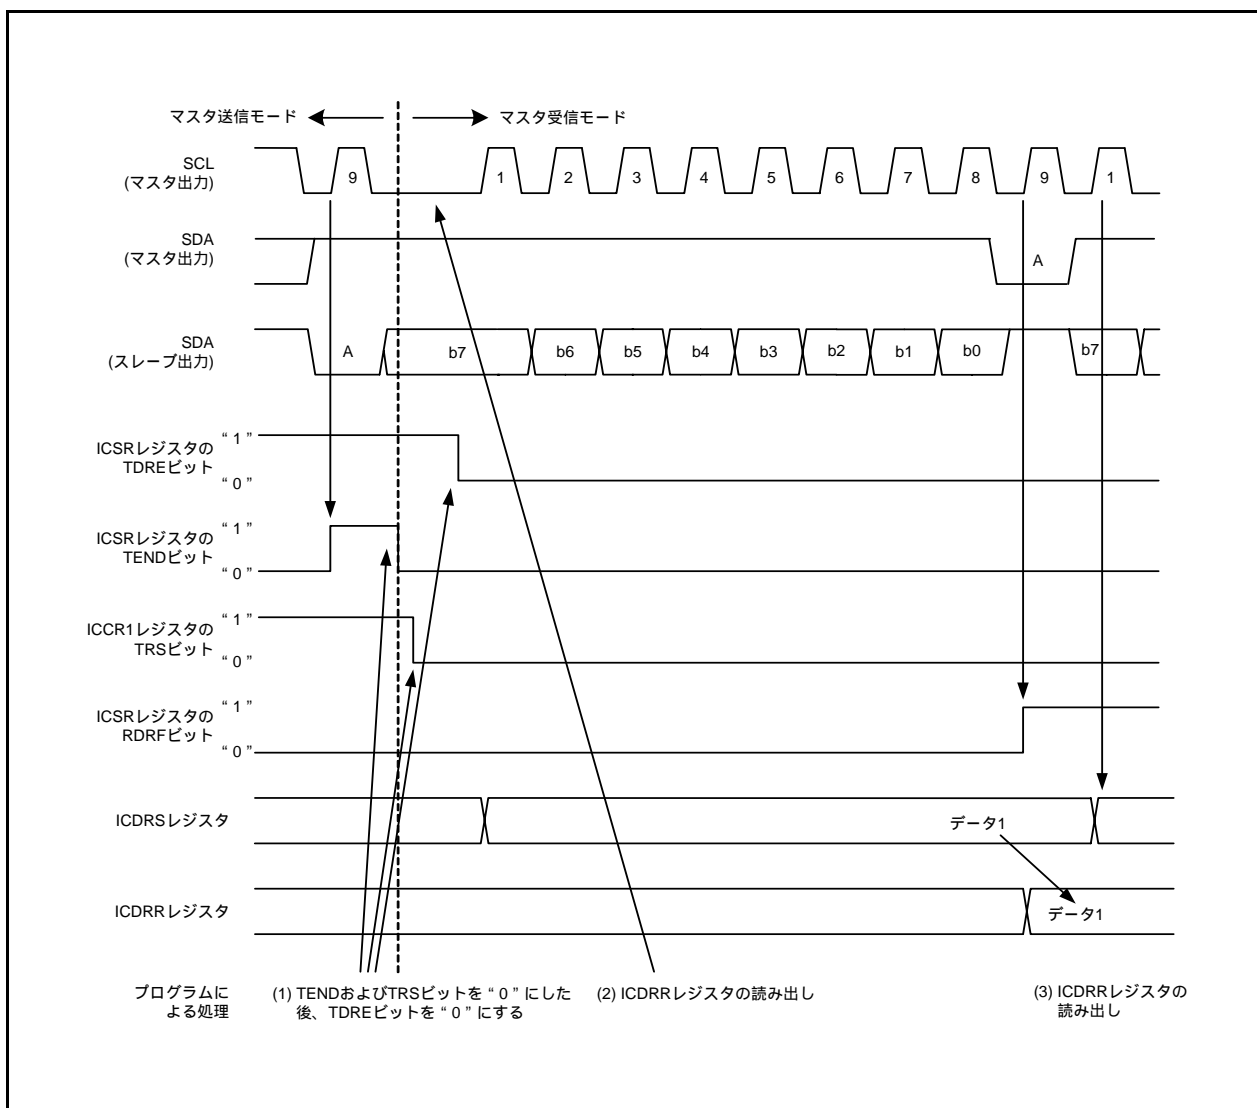 マスタ送信モード
マスタ受信モード
SCL
(マスタ出力)
9
1
2
3
4
5
6
7
8
9
1
SDA
(マスタ出力)
A
SDA
(スレーブ出力)
A
b7
b6
b5
b4
b3
b2
b1
b0
b7
ICSRレジスタの
TDREビット
“ 1 ”
“ 0 ”
ICSRレジスタの
TENDビット
“ 1 ”
“ 0 ”
ICCR1レジスタの
TRSビット
“ 1 ”
“ 0 ”
ICSRレジスタの
RDRFビット
“ 1 ”
“ 0 ”
ICDRSレジスタ
データ1
ICDRRレジスタ
データ1
プログラムに
よる処理
(1) TENDおよびTRSビットを “ 0 ” にした
後、TDREビットを “ 0 ” にする
(2) ICDRRレジスタの読み出し
(3) ICDRRレジスタの
読み出し